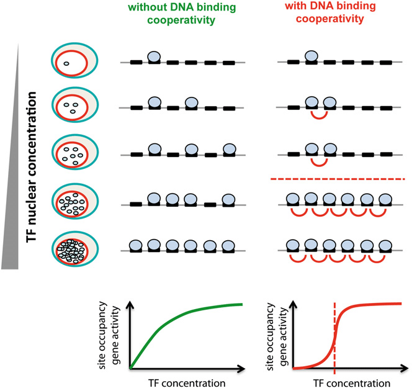 without DNA binding
cooperativity
with DNA binding
cooperativity
TF nuclear concentration
site occupancy
gene activity
TF concentration
site occupancy
gene activity
TF concentration